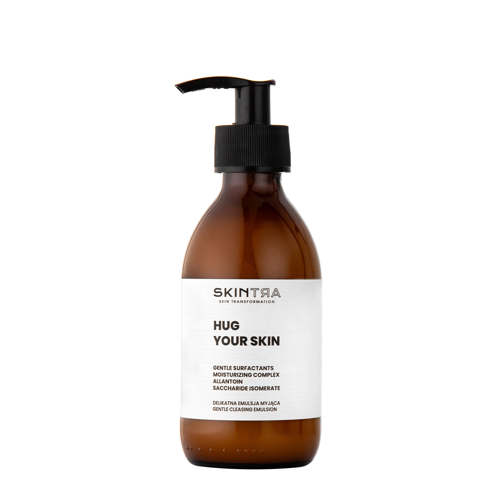 SKINTRA
SKIN TRANSFORMATION
HUG
YOUR SKIN
GENTLE SURFACTANTS
MOISTURIZING COMPLEX
ALLANTOIN
SACCHARIDE ISOMERATE
DELIKATNA EMULSJA MYJĄCA
GENTLE CLEASING EMULSION